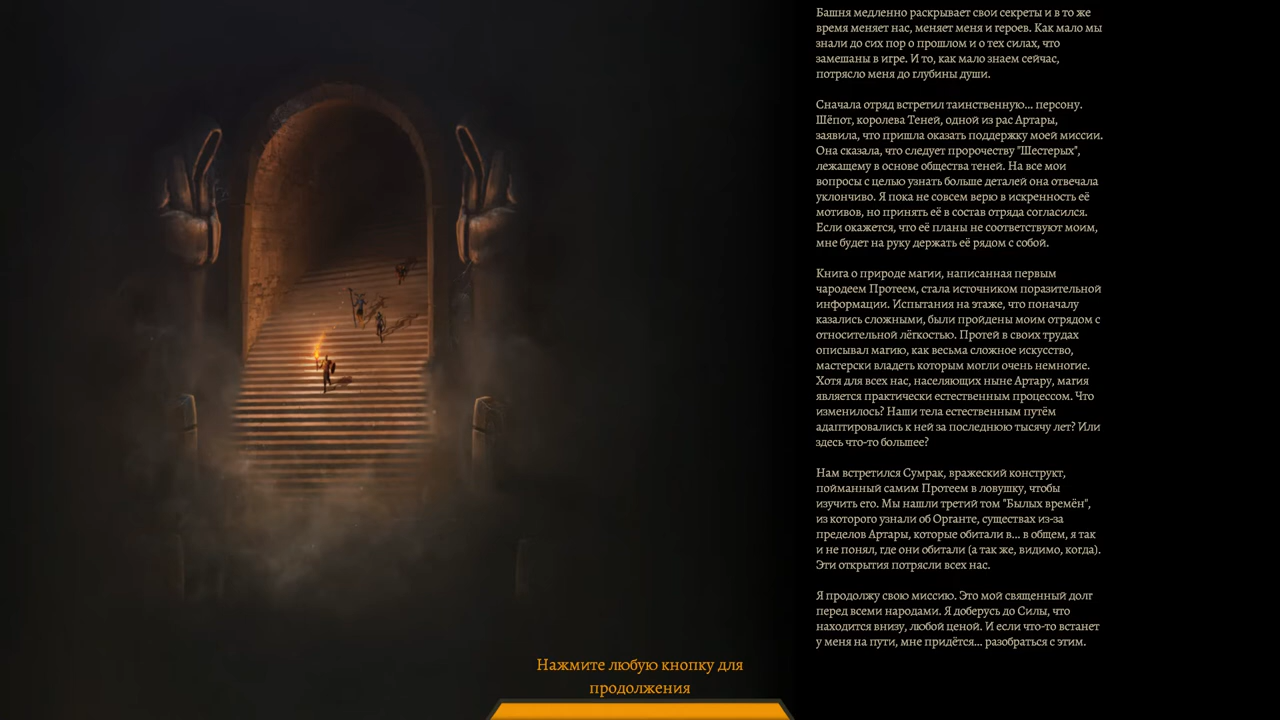 Башня медленно раскрывает свои секреты и в то же
время меняет нас, меняет меня и героев. Как мало мы
знали до сих пор о прошлом и о тех силах, что
замешаны в игре. И то, как мало знаем сейчас,
потрясло меня до глубины души.
Сначала отряд встретил таинственную... персону.
Шёпот, королева Теней, одной из рас Артары,
заявила, что пришла оказать поддержку моей миссии.
Она сказала, что следует пророчеству "Шестерых",
лежащему в основе общества теней. На все мои
вопросы с целью узнать больше деталей она отвечала
уклончиво. Я пока не совсем верю в искренность её
мотивов, но принять её в состав отряда согласился.
Если окажется, что её планы не соответствуют моим,
мне будет на руку держать её рядом с собой.
Книга о природе магии, написанная первым
чародеем Протеем, стала источником поразительной
информации. Испытания на этаже, что поначалу
казались сложными, были пройдены моим отрядом с
относительной лёгкостью. Протей в своих трудах
описывал магию, как весьма сложное искусство,
мастерски владеть которым могли очень немногие.
Хотя для всех нас, населяющих ныне Артару, магия
является практически естественным процессом. Что
изменилось? Наши тела естественным путём
адаптировались к ней за последнюю тысячу лет? Или
здесь что-то большее?
Нам встретился Сумрак, вражеский конструкт,
пойманный самим Протеем в ловушку, чтобы
изучить его. Мы нашли третий том "Былых времён",
из которого узнали об Органте, существах из-за
пределов Артары, которые обитали в... в общем, я так
и не понял, где они обитали (а так же, видимо, когда).
Эти открытия потрясли всех нас.
Я продолжу свою миссию. Это мой священный долг
перед всеми народами. Я доберусь до Силы, что
находится внизу, любой ценой. И если что-то встанет
у меня на пути, мне придётся... разобраться с этим.
Нажмите любую кнопку для
продолжения